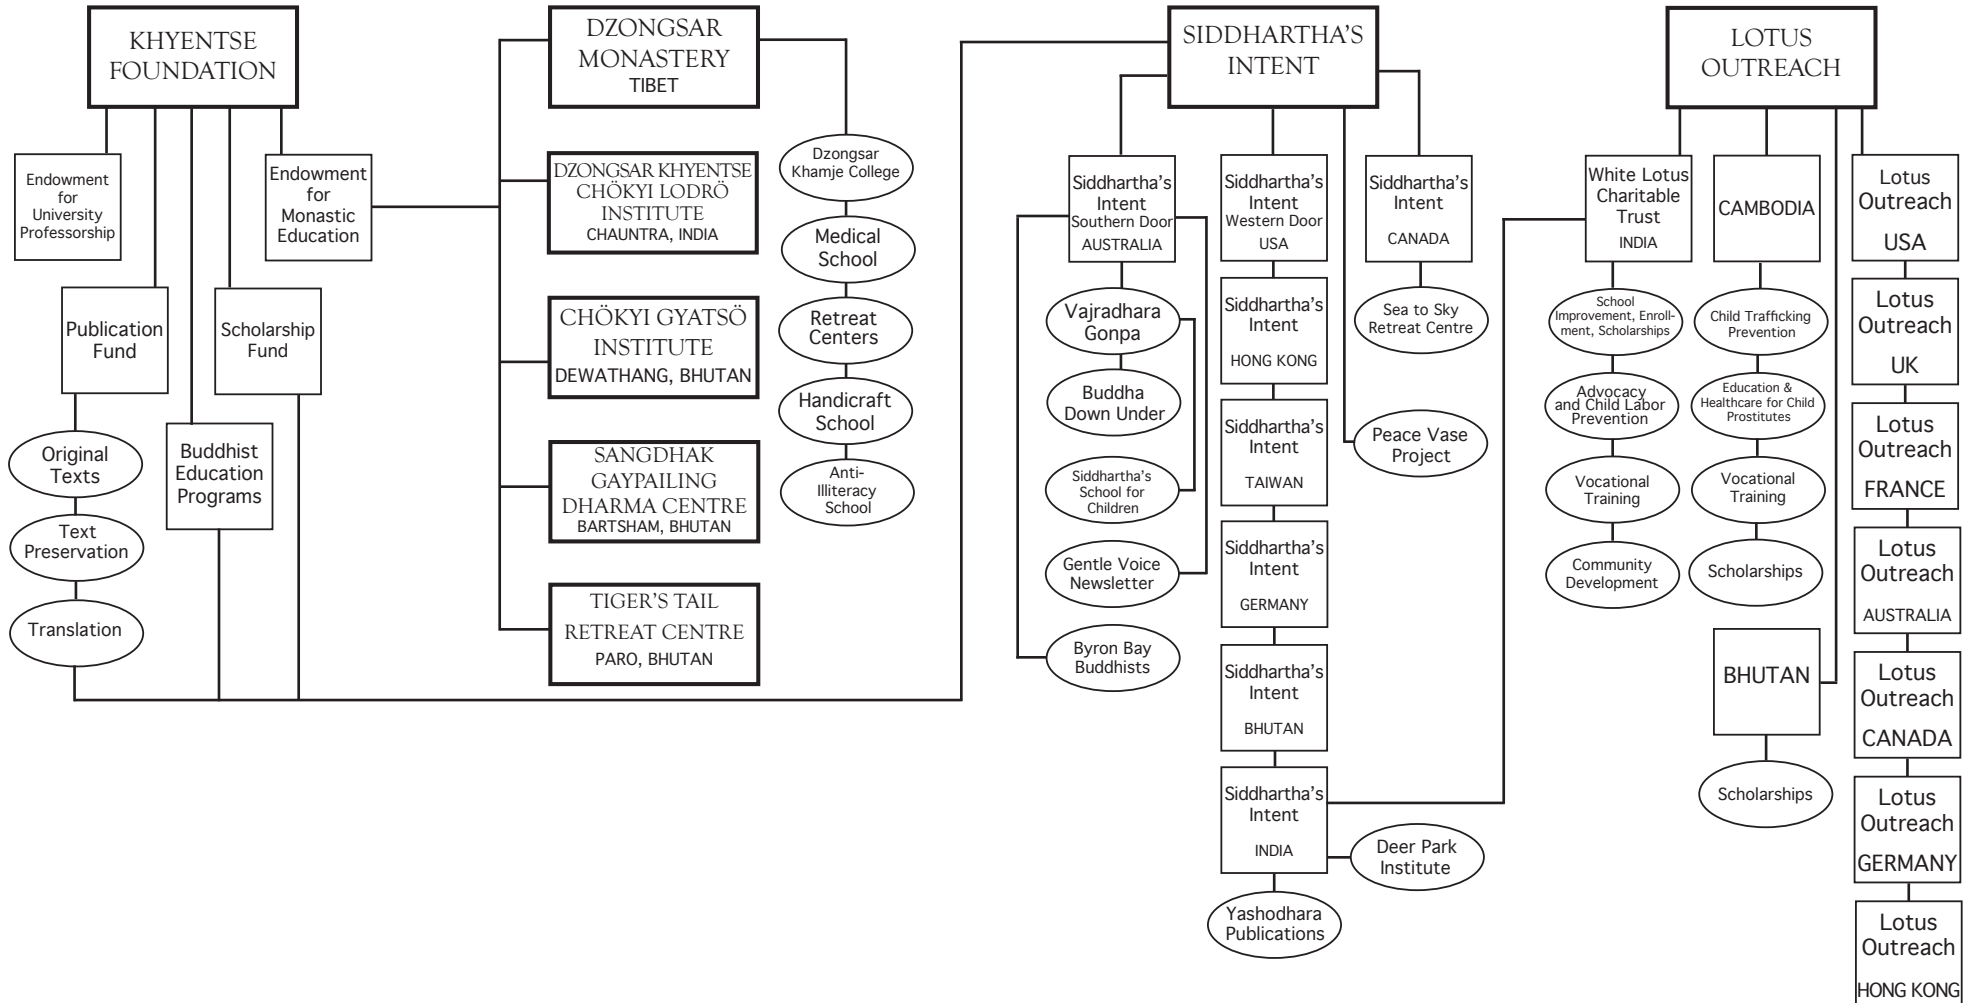 KHYENTSE
FOUNDATION
Endowment
for
University
Professorship
Publication
Fund
Original
Texts
Text
Preservation
Translation
Buddhist
Education
Programs
Scholarship
Fund
Endowment
for
Monastic
Education
DZONGSAR
MONASTERY
TIBET
DZONGSAR KHYENTSE
CHÖKYI LODRÖ
INSTITUTE
CHAUNTRA, INDIA
CHÖKYI GYATSÖ
INSTITUTE
DEWATHANG, BHUTAN
SANGDHAK
GAYPAILING
DHARMA CENTRE
BARTSHAM, BHUTAN
TIGER'S TAIL
RETREAT CENTRE
PARO, BHUTAN
Dzongsar
Khamje College
Medical
School
Retreat
Centers
Handicraft
School
Anti-
Illiteracy
School
SIDDHARTHA'S
INTENT
Siddhartha's
Intent
Southern Door
AUSTRALIA
Vajradhara
Gonpa
Buddha
Down Under
Siddhartha's
School for
Children
Gentle Voice
Newsletter
Byron Bay
Buddhists
Siddhartha's
Intent
Western Door
USA
Siddhartha's
Intent
HONG KONG
Siddhartha's
Intent
TAIWAN
Siddhartha's
Intent
GERMANY
Siddhartha's
Intent
BHUTAN
Siddhartha's
Intent
INDIA
Yashodhara
Publications
Deer Park
Institute
Siddhartha's
Intent
CANADA
Sea to Sky
Retreat Centre
Peace Vase
Project
LOTUS
OUTREACH
White Lotus
Charitable
Trust
INDIA
School
Improvement, Enroll-
ment, Scholarships
Advocacy
and Child Labor
Prevention
Vocational
Training
Community
Development
CAMBODIA
Child Trafficking
Prevention
Education &
Healthcare for Child
Prostitutes
Vocational
Training
Scholarships
BHUTAN
Scholarships
Lotus
Outreach
USA
Lotus
Outreach
UK
Lotus
Outreach
FRANCE
Lotus
Outreach
AUSTRALIA
Lotus
Outreach
CANADA
Lotus
Outreach
GERMANY
Lotus
Outreach
HONG KONG